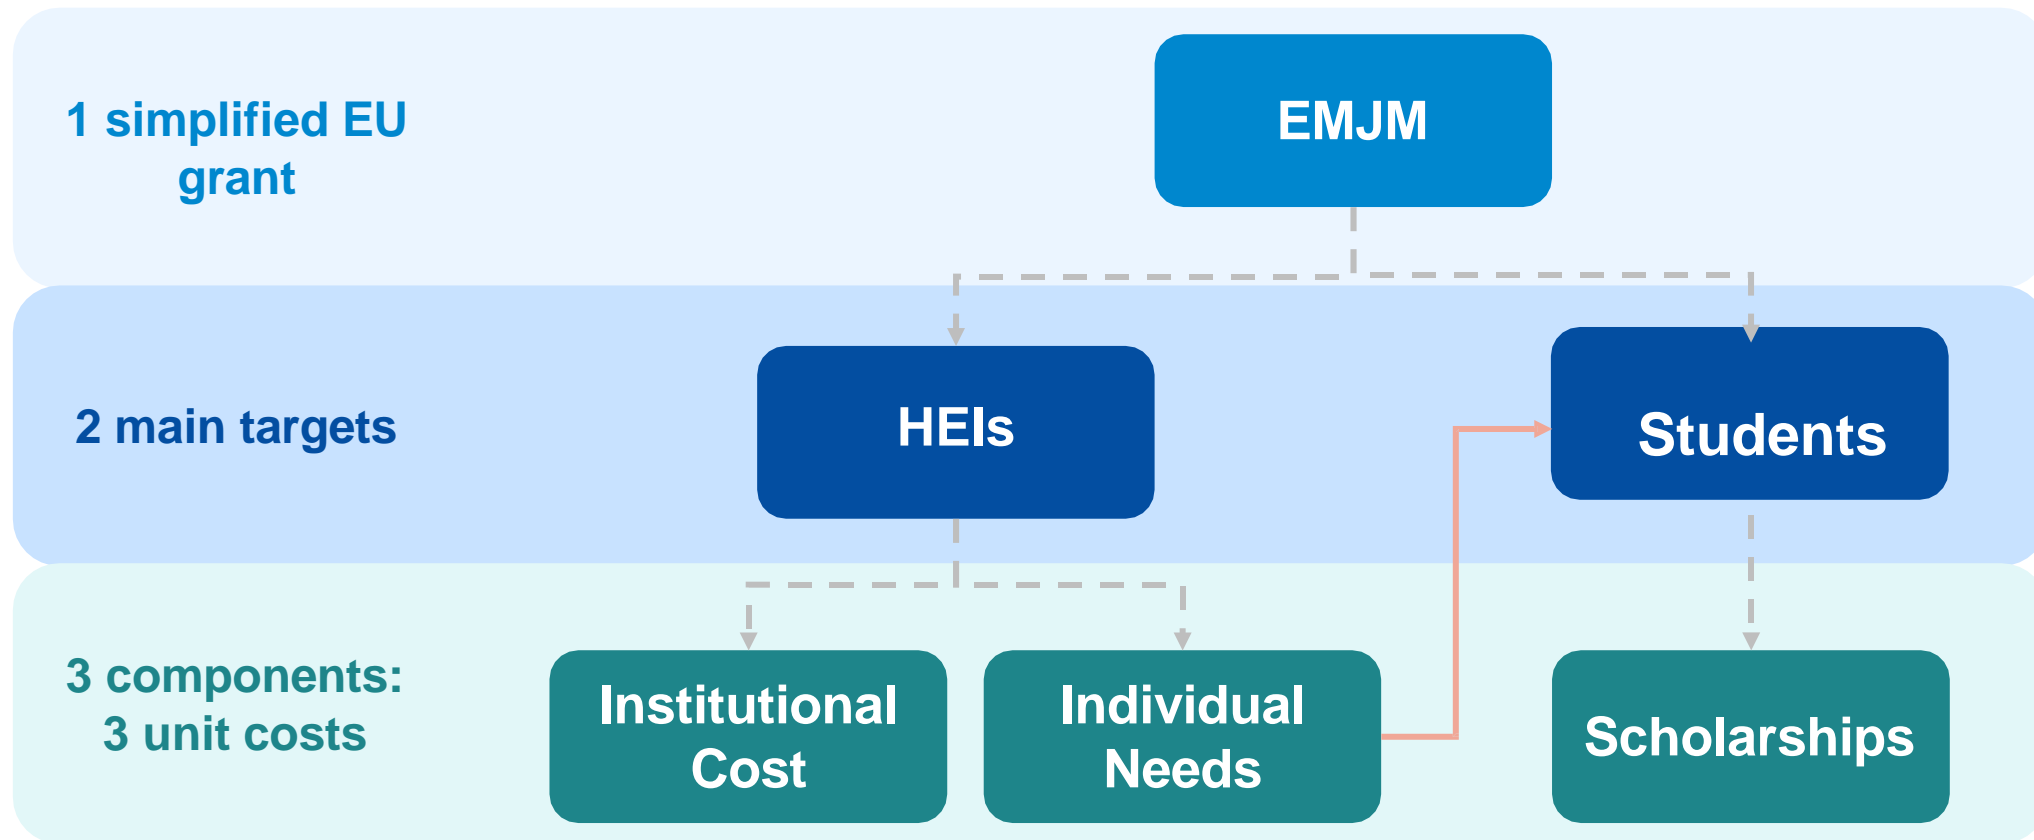 1 simplified EU
grant
EMJM
2 main targets
HEIs
Students
3 components:
3 unit costs
Institutional
Cost
Individual
Needs
Scholarships